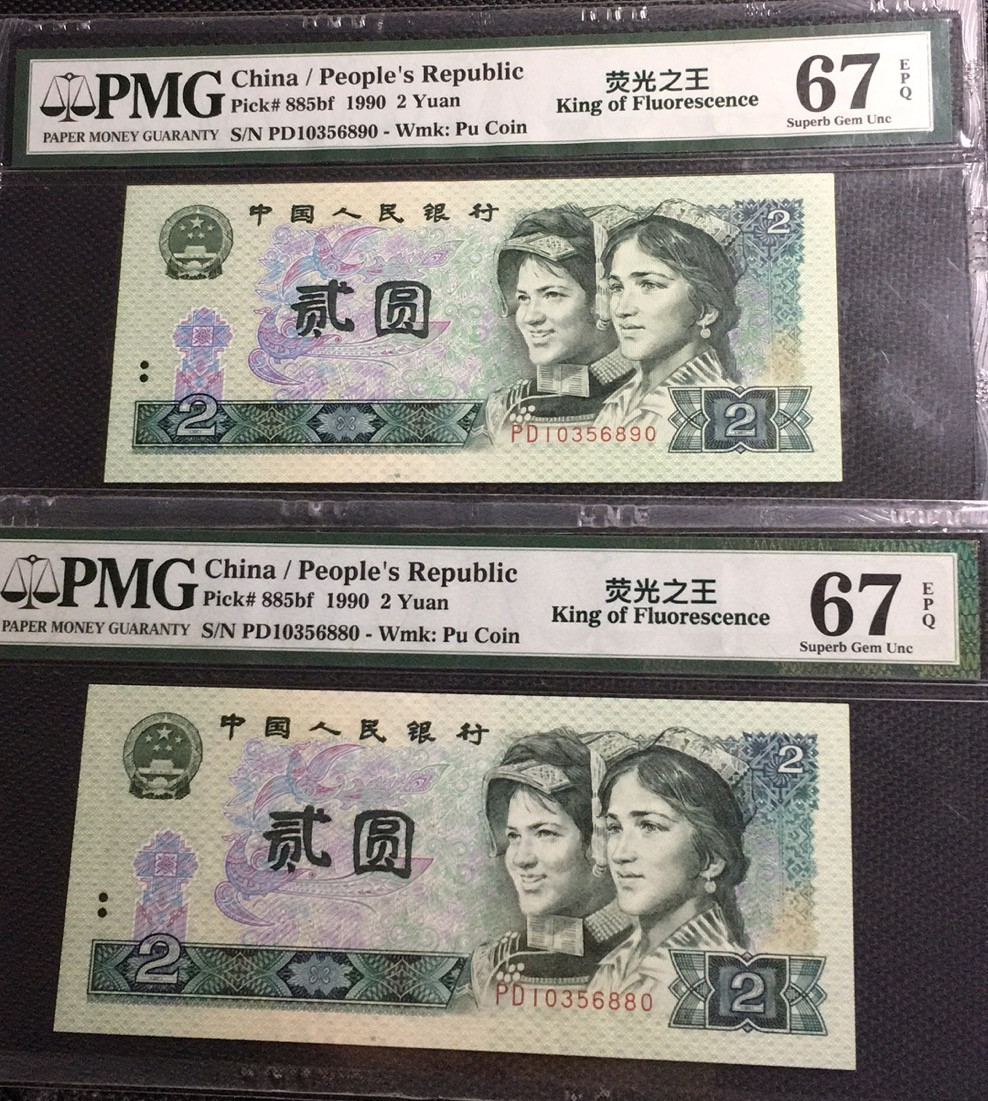 PMG
PAPER MONEY GUARANTY
China / People's Republic
Pick# 885bf 1990 2 Yuan
S/N PD10356890 - Wmk: Pu Coin
荧光之王
King of Fluorescence
67
EPQ
Superb Gem Unc
中国人民银行
2
贰圆
2
PD10356890
2
PMG
PAPER MONEY GUARANTY
China / People's Republic
Pick# 885bf 1990 2 Yuan
S/N PD10356880 - Wmk: Pu Coin
荧光之王
King of Fluorescence
67
EPQ
Superb Gem Unc
中国人民银行
2
贰圆
2
PD10356880
2